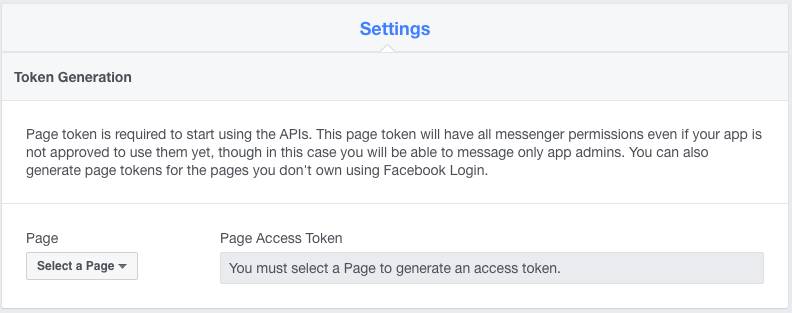 Settings
Token Generation
Page token is required to start using the APIs. This page token will have all messenger permissions even if your app is
not approved to use them yet, though in this case you will be able to message only app admins. You can also
generate page tokens for the pages you don't own using Facebook Login.
Page
Page Access Token
Select a Page
You must select a Page to generate an access token.